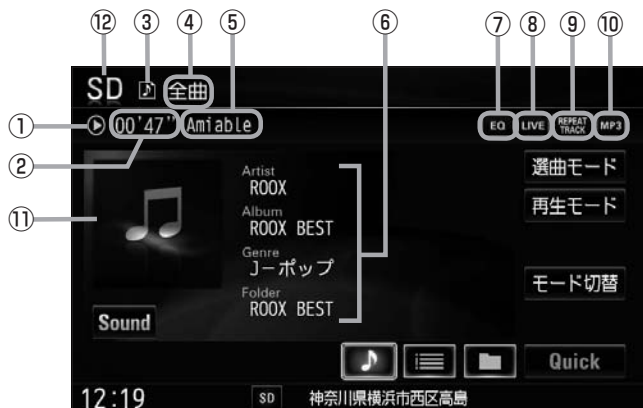 ⑫ ③ ④ ⑤ ⑥ ⑦ ⑧ ⑨ ⑩
SD 全曲
① 00'47” Amiable EQ LIVE REPEAT TRACK MP3
②
⑪
Artist
ROOX
Album
ROOX BEST
Genre
J−ポップ
Folder
ROOX BEST
選曲モード
再生モード
モード切替
Sound
Quick
12:19 SD 神奈川県横浜市西区高島